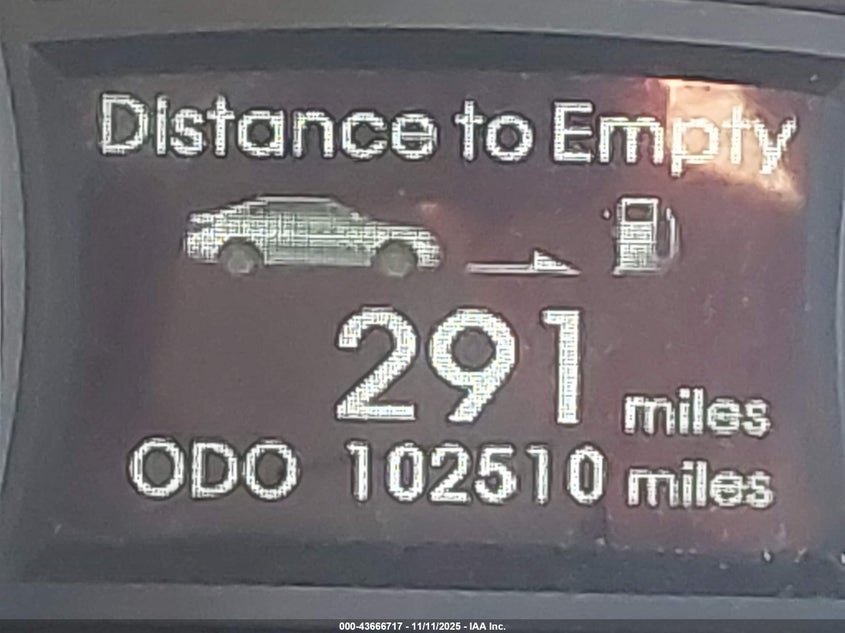 Distance to Empty
291 miles
ODO 102510 miles
000-43666717 - 11/11/2025 - IAA Inc.